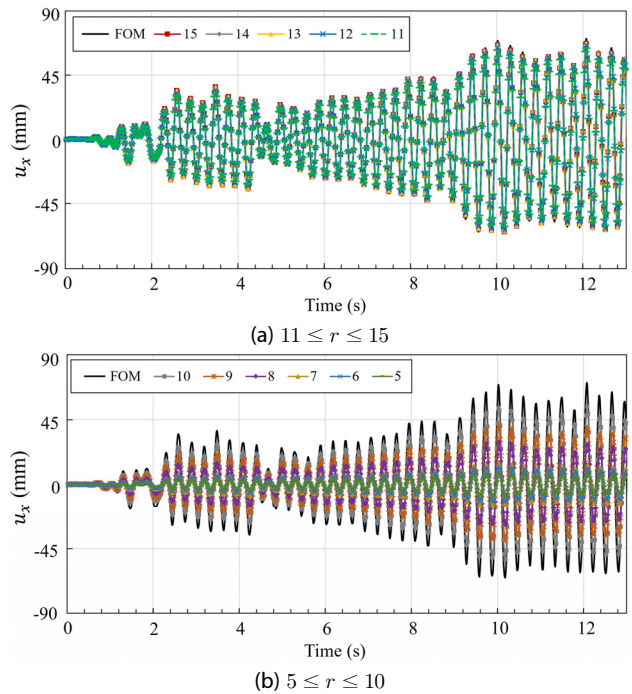 90
FOM 15 14 13 12 11
45
0
-45
-90
u_x (mm)
0 2 4 6 8 10 12
Time (s)
(a) 11 ≤ r ≤ 15
90
FOM 10 9 8 7 6 5
45
0
-45
-90
u_x (mm)
0 2 4 6 8 10 12
Time (s)
(b) 5 ≤ r ≤ 10